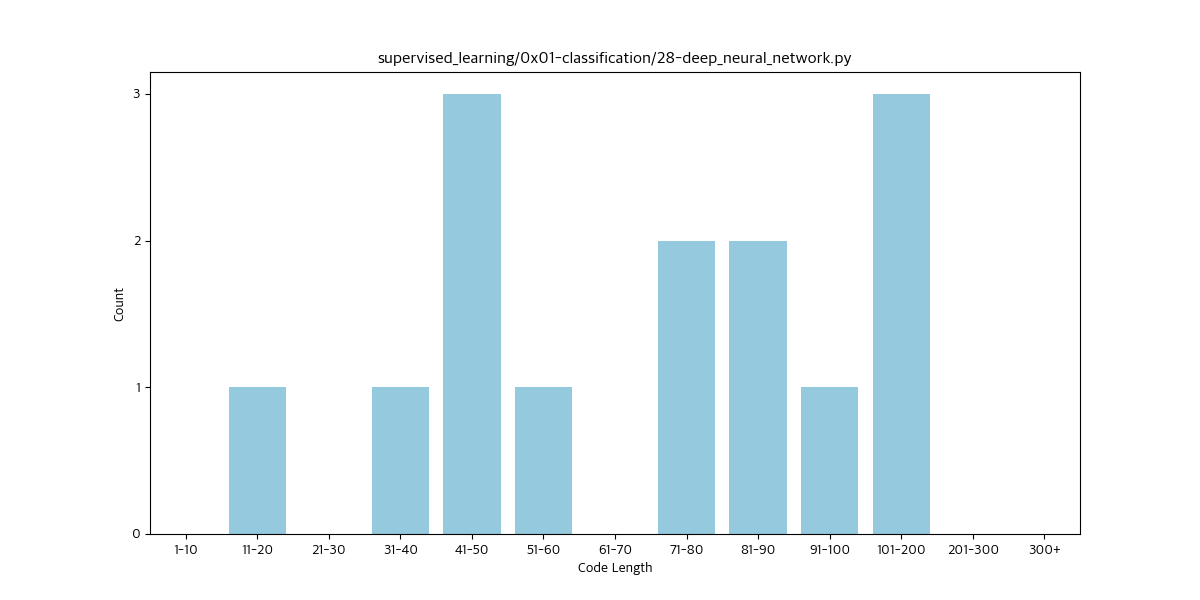 supervised_learning/0x01-classification/28-deep_neural_network.py
3
2
1
0
Count
1-10 11-20 21-30 31-40 41-50 51-60 61-70 71-80 81-90 91-100 101-200 201-300 300+
Code Length